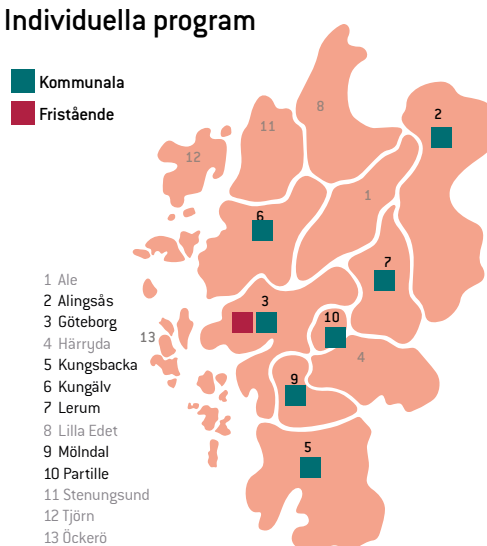 Individuella program
Kommunala
Fristående
8
2
11
12
1
6
7
3
10
13
4
9
5
1 Ale
2 Alingsås
3 Göteborg
4 Härryda
5 Kungsbacka
6 Kungälv
7 Lerum
8 Lilla Edet
9 Mölndal
10 Partille
11 Stenungsund
12 Tjörn
13 Öckerö